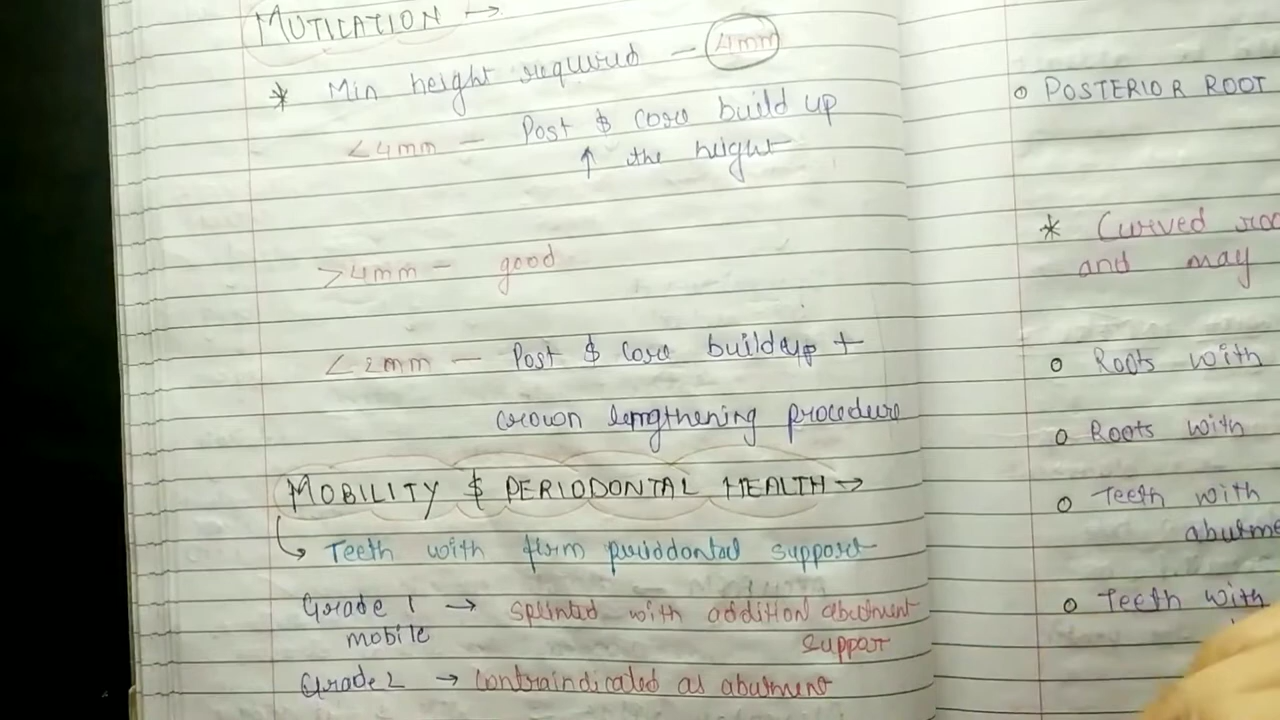 MUTILATION →
* Min height required - 4mm
<4mm - Post $ core build up
↑ the height
>4mm - good
<2mm - Post $ core buildup +
crown lengthening procedure
MOBILITY $ PERIODONTAL HEALTH →
Teeth with firm periodontal support
Grade 1 → splinted with addition abutment
mobile support
Grade 2 → contraindicated as abutment
o POSTERIOR ROOT
* Curved
and may
o Roots with
o Roots with
o Teeth with
o Teeth with